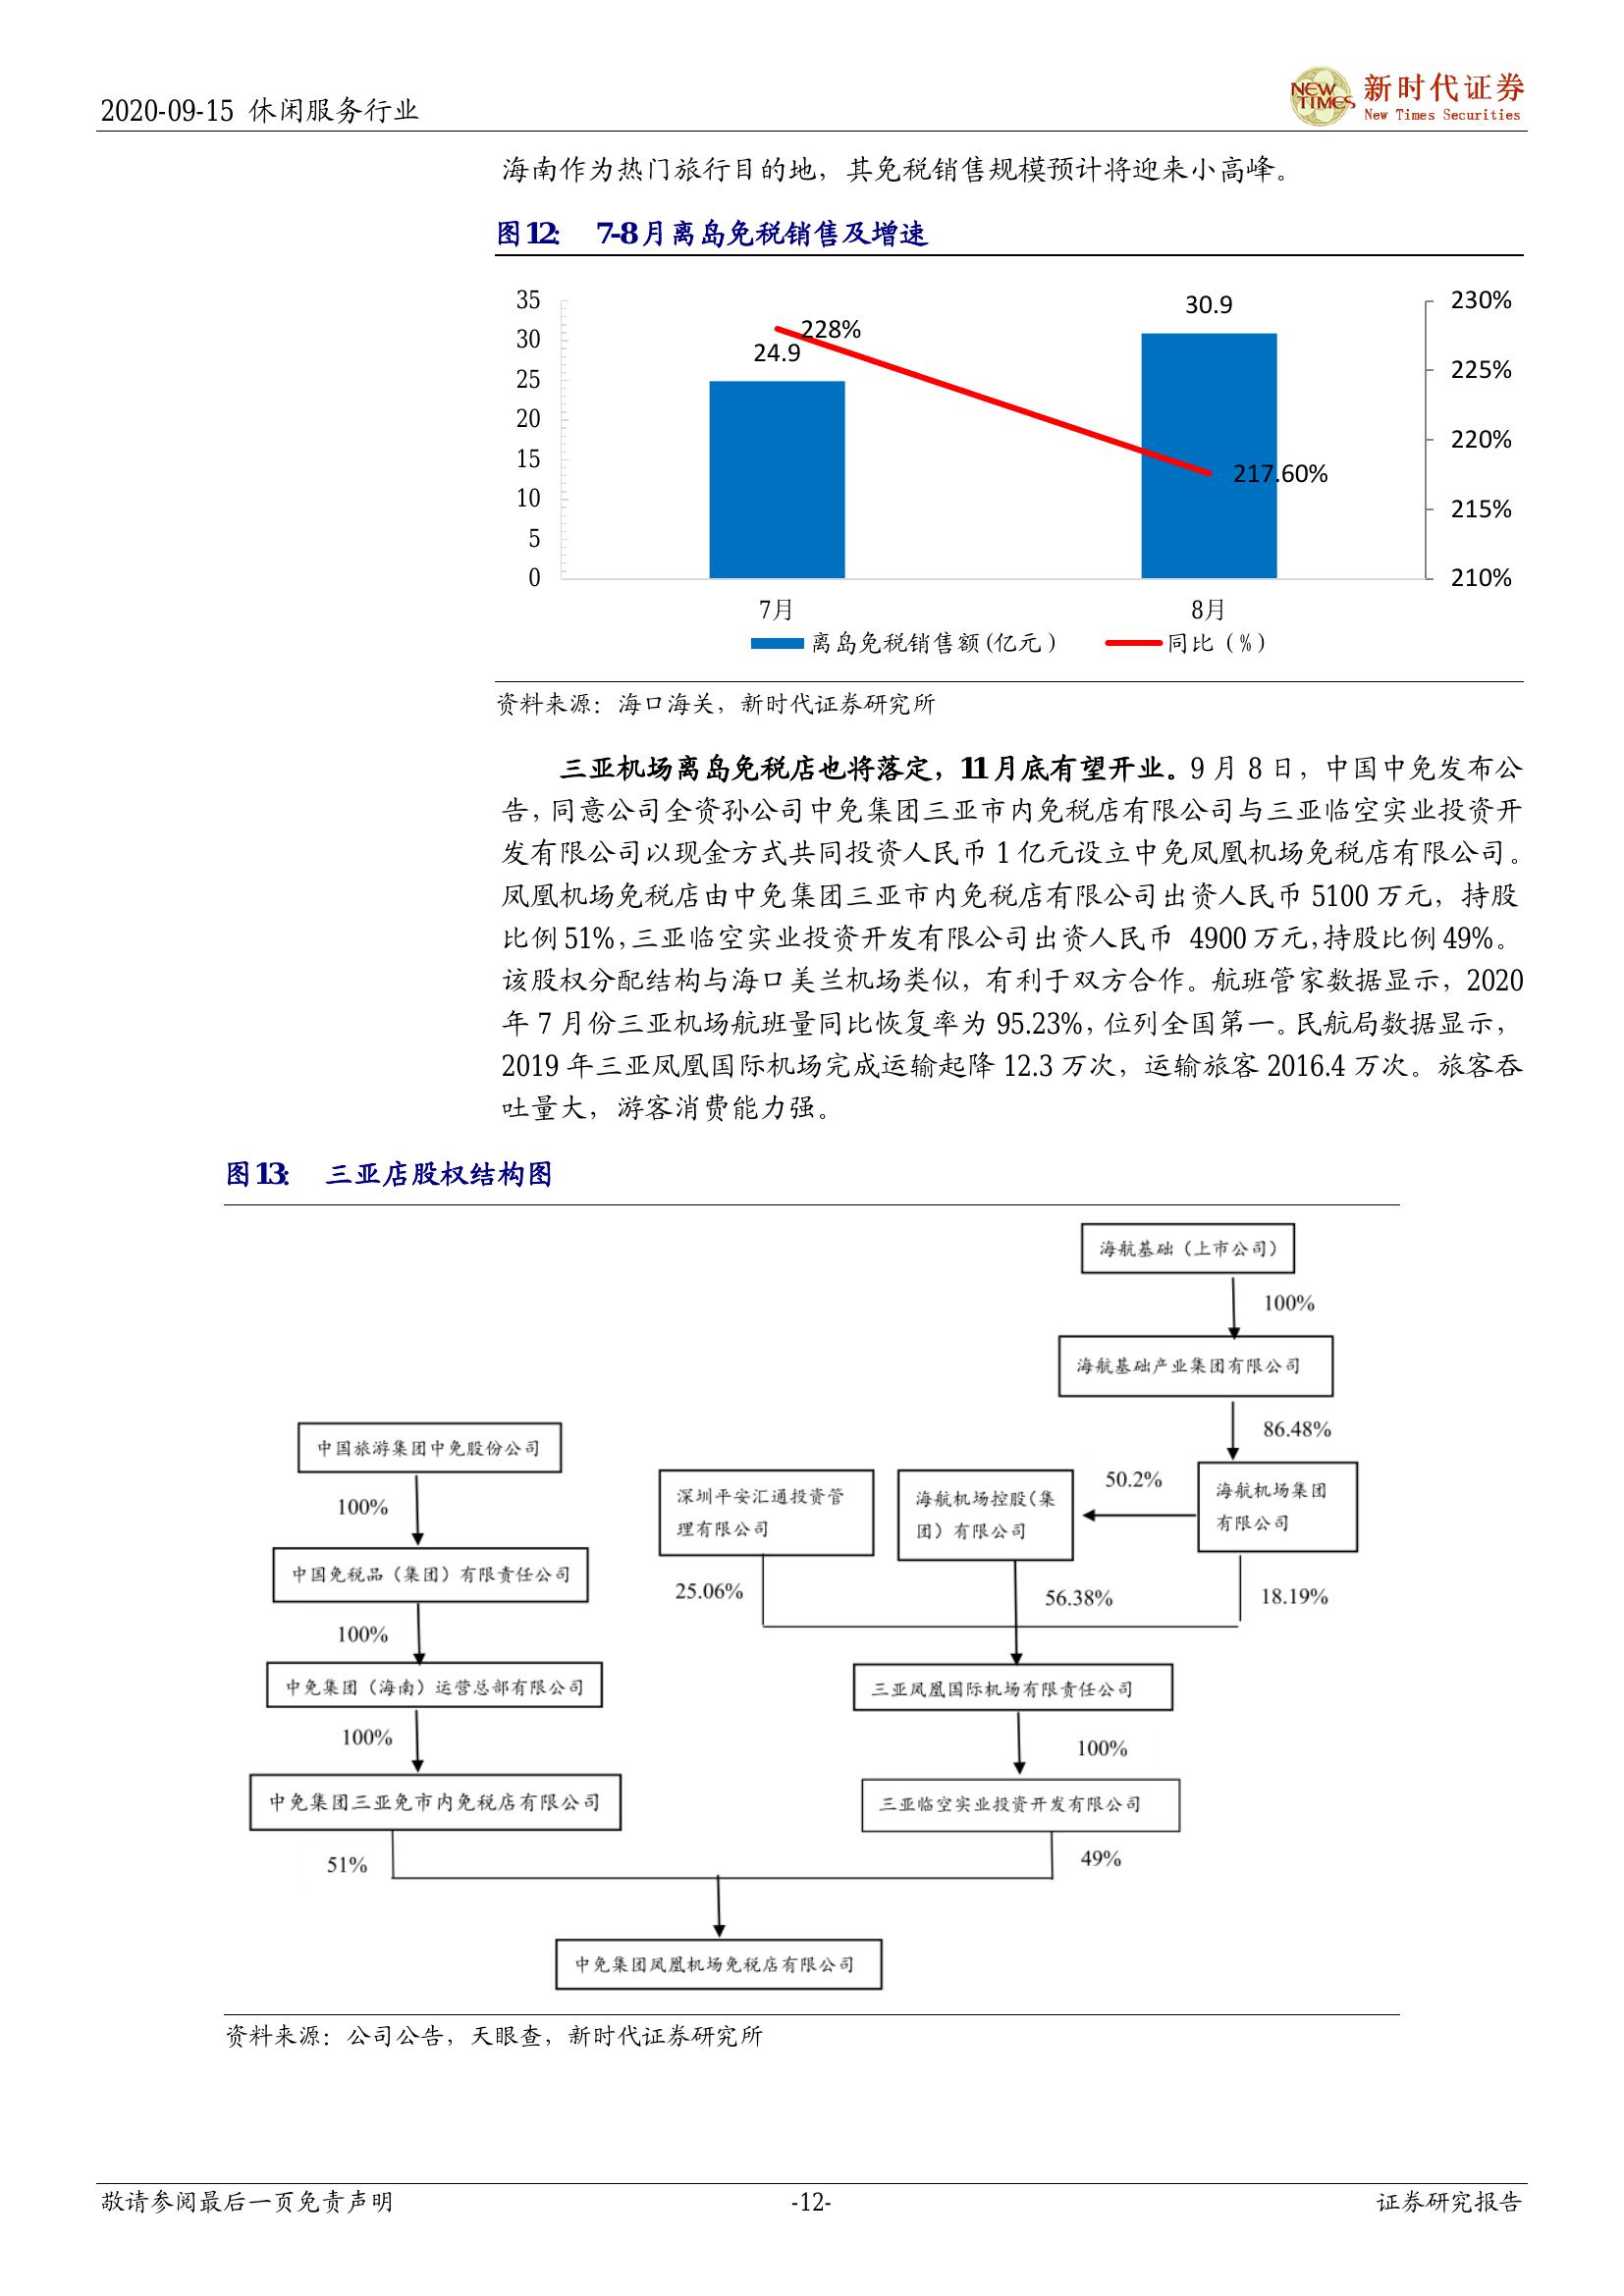 2020-09-15 休闲服务行业
NEW TIMES
新时代证券
New Times Securities
海南作为热门旅行目的地，其免税销售规模预计将迎来小高峰。
图12： 7-8月离岛免税销售及增速
35
30
25
20
15
10
5
0
24.9
228%
30.9
217.60%
230%
225%
220%
215%
210%
7月
8月
离岛免税销售额(亿元)
同比（%）
资料来源：海口海关，新时代证券研究所
三亚机场离岛免税店也将落定，11月底有望开业。9 月 8 日，中国中免发布公
告，同意公司全资孙公司中免集团三亚市内免税店有限公司与三亚临空实业投资开
发有限公司以现金方式共同投资人民币 1 亿元设立中免凤凰机场免税店有限公司。
凤凰机场免税店由中免集团三亚市内免税店有限公司出资人民币 5100 万元，持股
比例 51%，三亚临空实业投资开发有限公司出资人民币 4900 万元，持股比例 49%。
该股权分配结构与海口美兰机场类似，有利于双方合作。航班管家数据显示，2020
年 7 月份三亚机场航班量同比恢复率为 95.23%，位列全国第一。民航局数据显示，
2019 年三亚凤凰国际机场完成运输起降 12.3 万次，运输旅客 2016.4 万次。旅客吞
吐量大，游客消费能力强。
图13： 三亚店股权结构图
海航基础（上市公司）
100%
海航基础产业集团有限公司
86.48%
中国旅游集团中免股份公司
100%
深圳平安汇通投资管
理有限公司
海航机场控股（集
团）有限公司
50.2%
海航机场集团
有限公司
中国免税品（集团）有限责任公司
25.06%
56.38%
18.19%
100%
中免集团（海南）运营总部有限公司
三亚凤凰国际机场有限责任公司
100%
100%
中免集团三亚免市内免税店有限公司
三亚临空实业投资开发有限公司
51%
49%
中免集团凤凰机场免税店有限公司
资料来源：公司公告，天眼查，新时代证券研究所
敬请参阅最后一页免责声明
-12-
证券研究报告